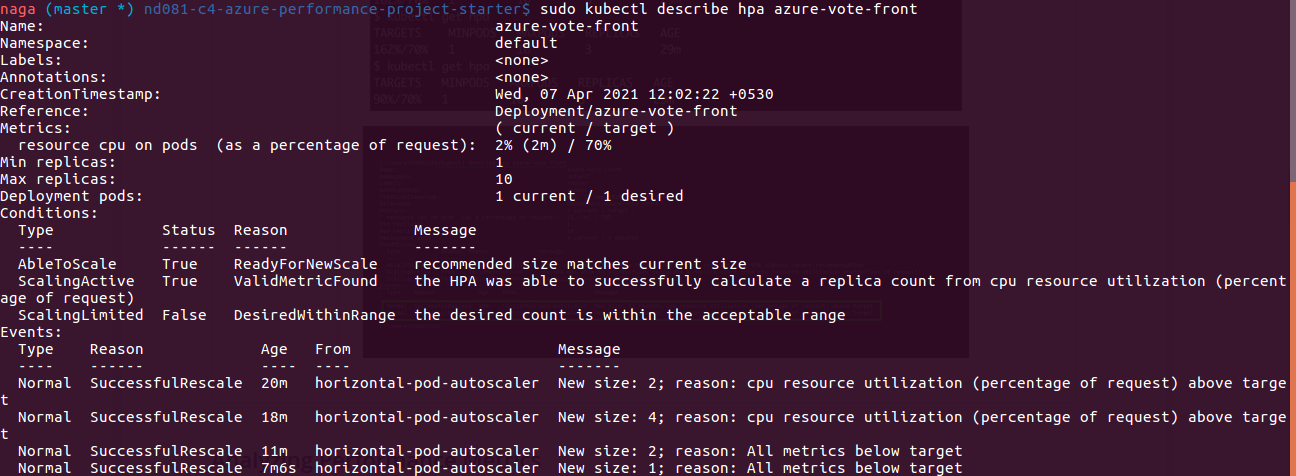 naga (master *) nd081-c4-azure-performance-project-starter$ sudo kubectl describe hpa azure-vote-front
Name: azure-vote-front
Namespace: default
Labels: <none>
Annotations: <none>
CreationTimestamp: Wed, 07 Apr 2021 12:02:22 +0530
Reference: Deployment/azure-vote-front
Metrics: ( current / target )
resource cpu on pods (as a percentage of request): 2% (2m) / 70%
Min replicas: 1
Max replicas: 10
Deployment pods: 1 current / 1 desired
Conditions:
Type Status Reason Message
---- ------ ------ -------
AbleToScale True ReadyForNewScale recommended size matches current size
ScalingActive True ValidMetricFound the HPA was able to successfully calculate a replica count from cpu resource utilization (percent
age of request)
ScalingLimited False DesiredWithinRange the desired count is within the acceptable range
Events:
Type Reason Age From Message
---- ------ ---- ---- -------
Normal SuccessfulRescale 20m horizontal-pod-autoscaler New size: 2; reason: cpu resource utilization (percentage of request) above targe
t
Normal SuccessfulRescale 18m horizontal-pod-autoscaler New size: 4; reason: cpu resource utilization (percentage of request) above targe
t
Normal SuccessfulRescale 11m horizontal-pod-autoscaler New size: 2; reason: All metrics below target
Normal SuccessfulRescale 7m6s horizontal-pod-autoscaler New size: 1; reason: All metrics below target